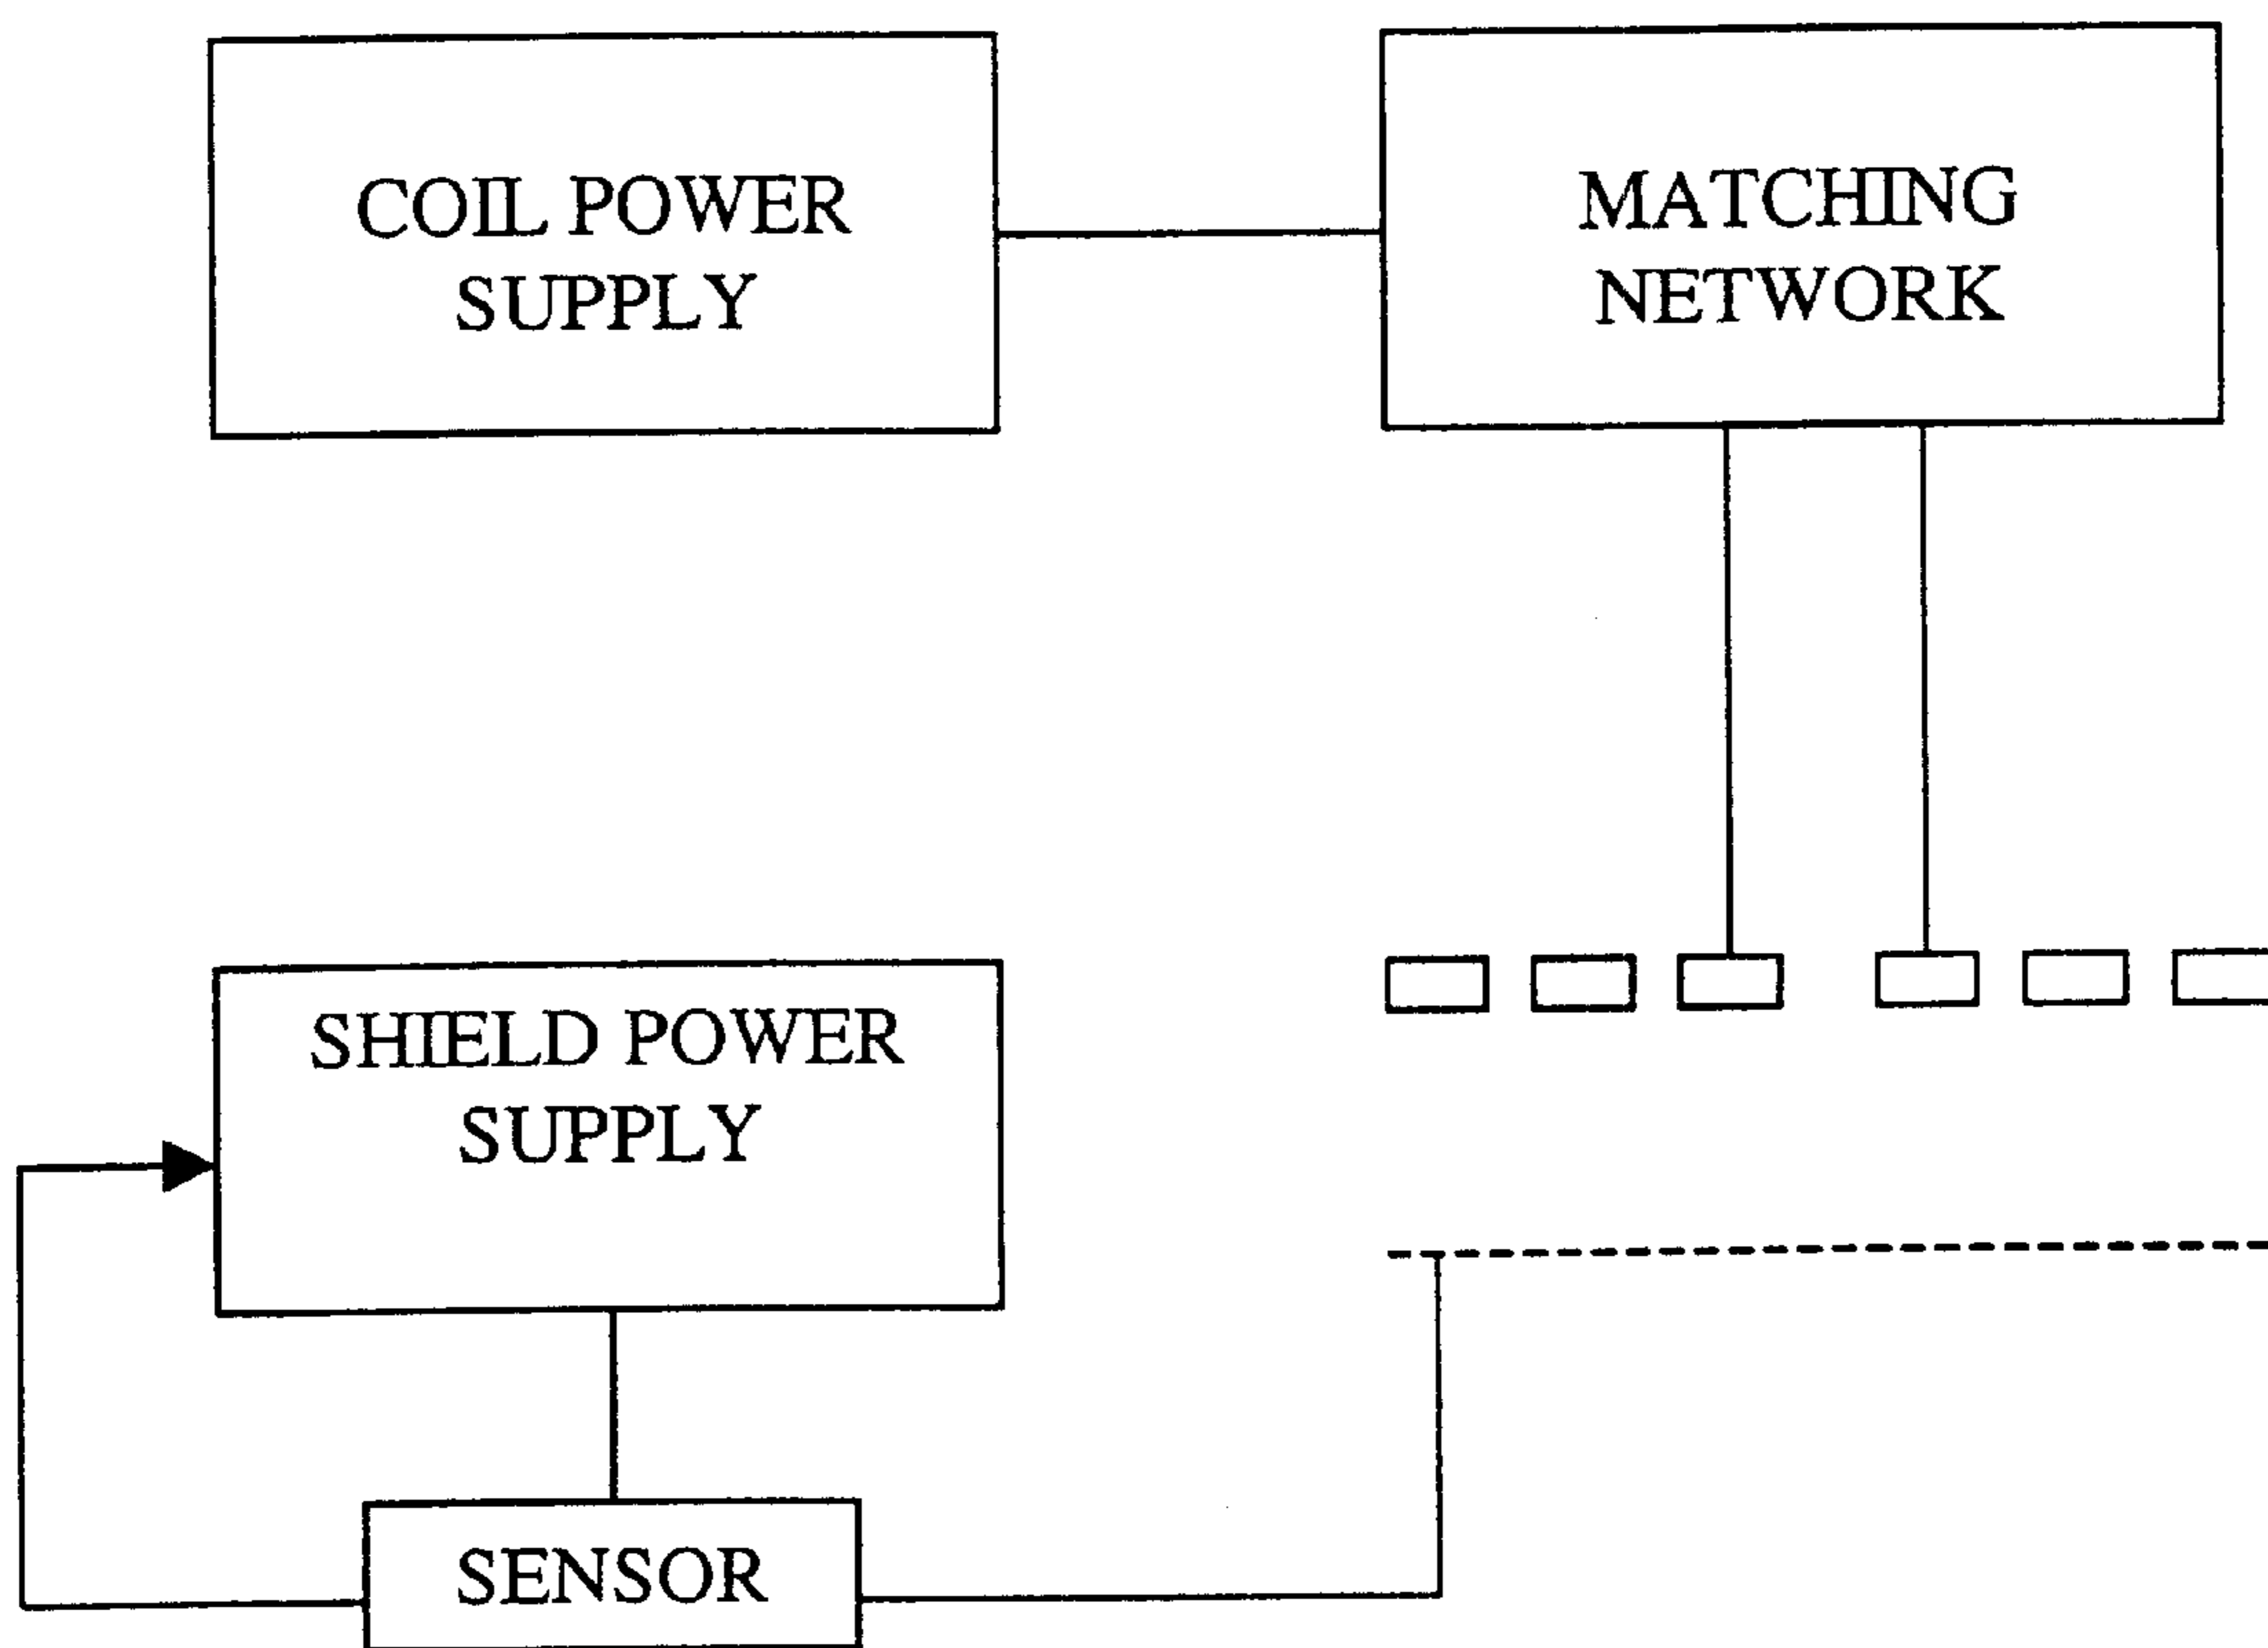 COIL POWER
SUPPLY
MATCHING
NETWORK
SHIELD POWER
SUPPLY
SENSOR